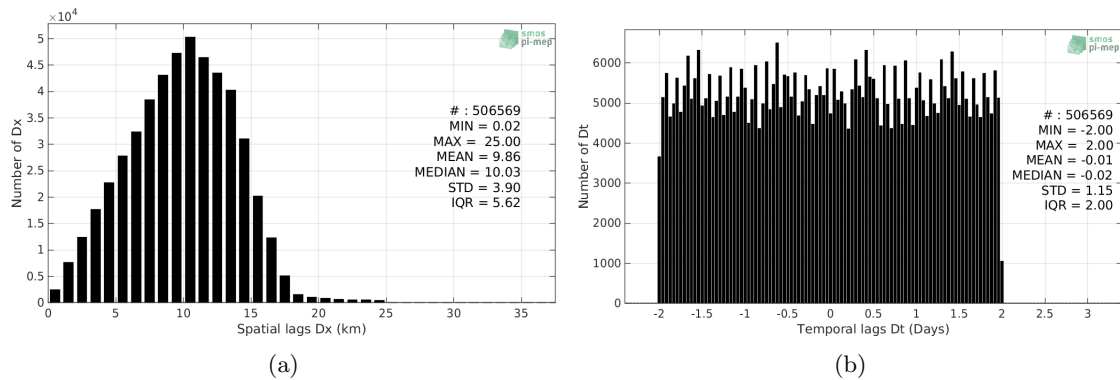 ×10⁴
5
4.5
4
3.5
3
2.5
2
1.5
1
0.5
0
Number of Dx
smos
pi-mep
# : 506569
MIN = 0.02
MAX = 25.00
MEAN = 9.86
MEDIAN = 10.03
STD = 3.90
IQR = 5.62
0 5 10 15 20 25 30 35
Spatial lags Dx (km)
(a)
6000
5000
4000
3000
2000
1000
0
Number of Dt
smos
pi-mep
# : 506569
MIN = -2.00
MAX = 2.00
MEAN = -0.01
MEDIAN = -0.02
STD = 1.15
IQR = 2.00
-2 -1.5 -1 -0.5 0 0.5 1 1.5 2 2.5 3
Temporal lags Dt (Days)
(b)